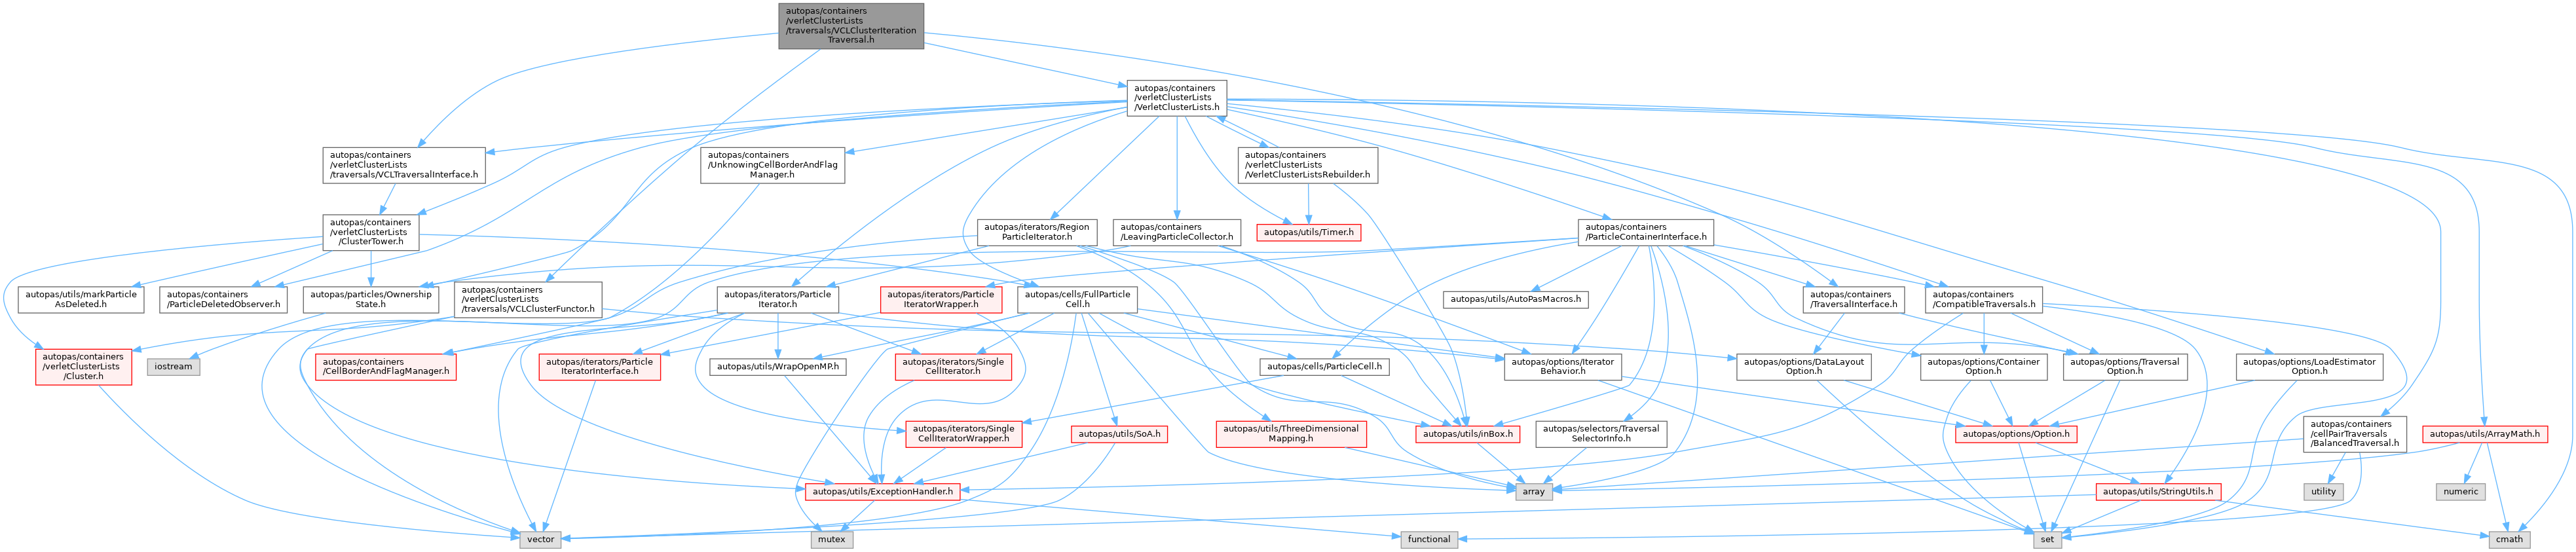 autopas/containers
/verletClusterLists
/traversals/VCLClusterIteration
Traversal.h
autopas/containers
/verletClusterLists
/VerletClusterLists.h
autopas/containers
/verletClusterLists
/traversals/VCLTraversalInterface.h
autopas/containers
/UnknowingCellBorderAndFlag
Manager.h
autopas/containers
/verletClusterLists
/VerletClusterListsRebuilder.h
autopas/containers
/verletClusterLists
/ClusterTower.h
autopas/iterators/Region
ParticleIterator.h
autopas/containers
/LeavingParticleCollector.h
autopas/utils/Timer.h
autopas/containers
/ParticleContainerInterface.h
autopas/utils/markParticle
AsDeleted.h
autopas/containers
/ParticleDeletedObserver.h
autopas/particles/Ownership
State.h
autopas/containers
/verletClusterLists
/traversals/VCLClusterFunctor.h
autopas/iterators/Particle
Iterator.h
autopas/iterators/Particle
IteratorWrapper.h
autopas/cells/FullParticle
Cell.h
autopas/utils/AutoPasMacros.h
autopas/containers
/TraversalInterface.h
autopas/containers
/CompatibleTraversals.h
autopas/containers
/verletClusterLists
/Cluster.h
iostream
autopas/containers
/CellBorderAndFlagManager.h
autopas/iterators/Particle
IteratorInterface.h
autopas/utils/WrapOpenMP.h
autopas/iterators/Single
CellIterator.h
autopas/cells/ParticleCell.h
autopas/options/Iterator
Behavior.h
autopas/options/DataLayout
Option.h
autopas/options/Container
Option.h
autopas/options/Traversal
Option.h
autopas/options/LoadEstimator
Option.h
autopas/iterators/Single
CellIteratorWrapper.h
autopas/utils/SoA.h
autopas/utils/ThreeDimensional
Mapping.h
autopas/utils/inBox.h
autopas/selectors/Traversal
SelectorInfo.h
autopas/options/Option.h
autopas/containers
/cellPairTraversals
/BalancedTraversal.h
autopas/utils/ArrayMath.h
autopas/utils/ExceptionHandler.h
array
autopas/utils/StringUtils.h
utility
numeric
vector
mutex
functional
set
cmath